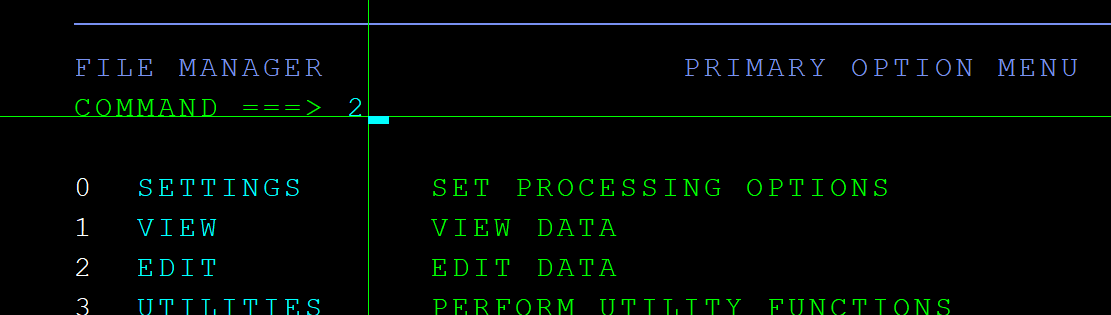 FILE MANAGER PRIMARY OPTION MENU
COMMAND ===> 2
0 SETTINGS SET PROCESSING OPTIONS
1 VIEW VIEW DATA
2 EDIT EDIT DATA
3 UTILITIES PERFORM UTILITY FUNCTIONS